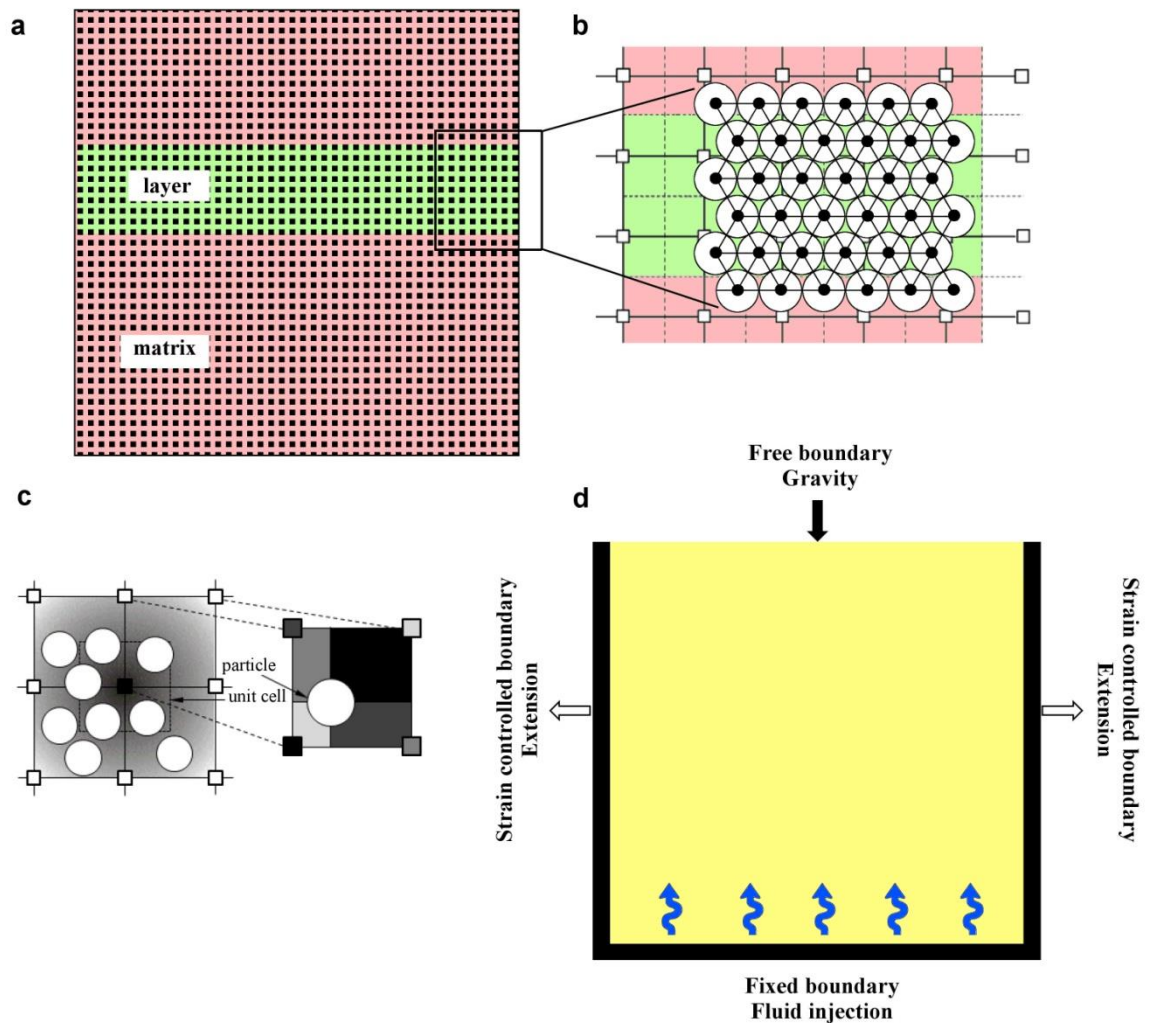 a
layer
matrix
b
c
particle
unit cell
d
Free boundary
Gravity
Strain controlled boundary
Extension
Strain controlled boundary
Extension
Fixed boundary
Fluid injection